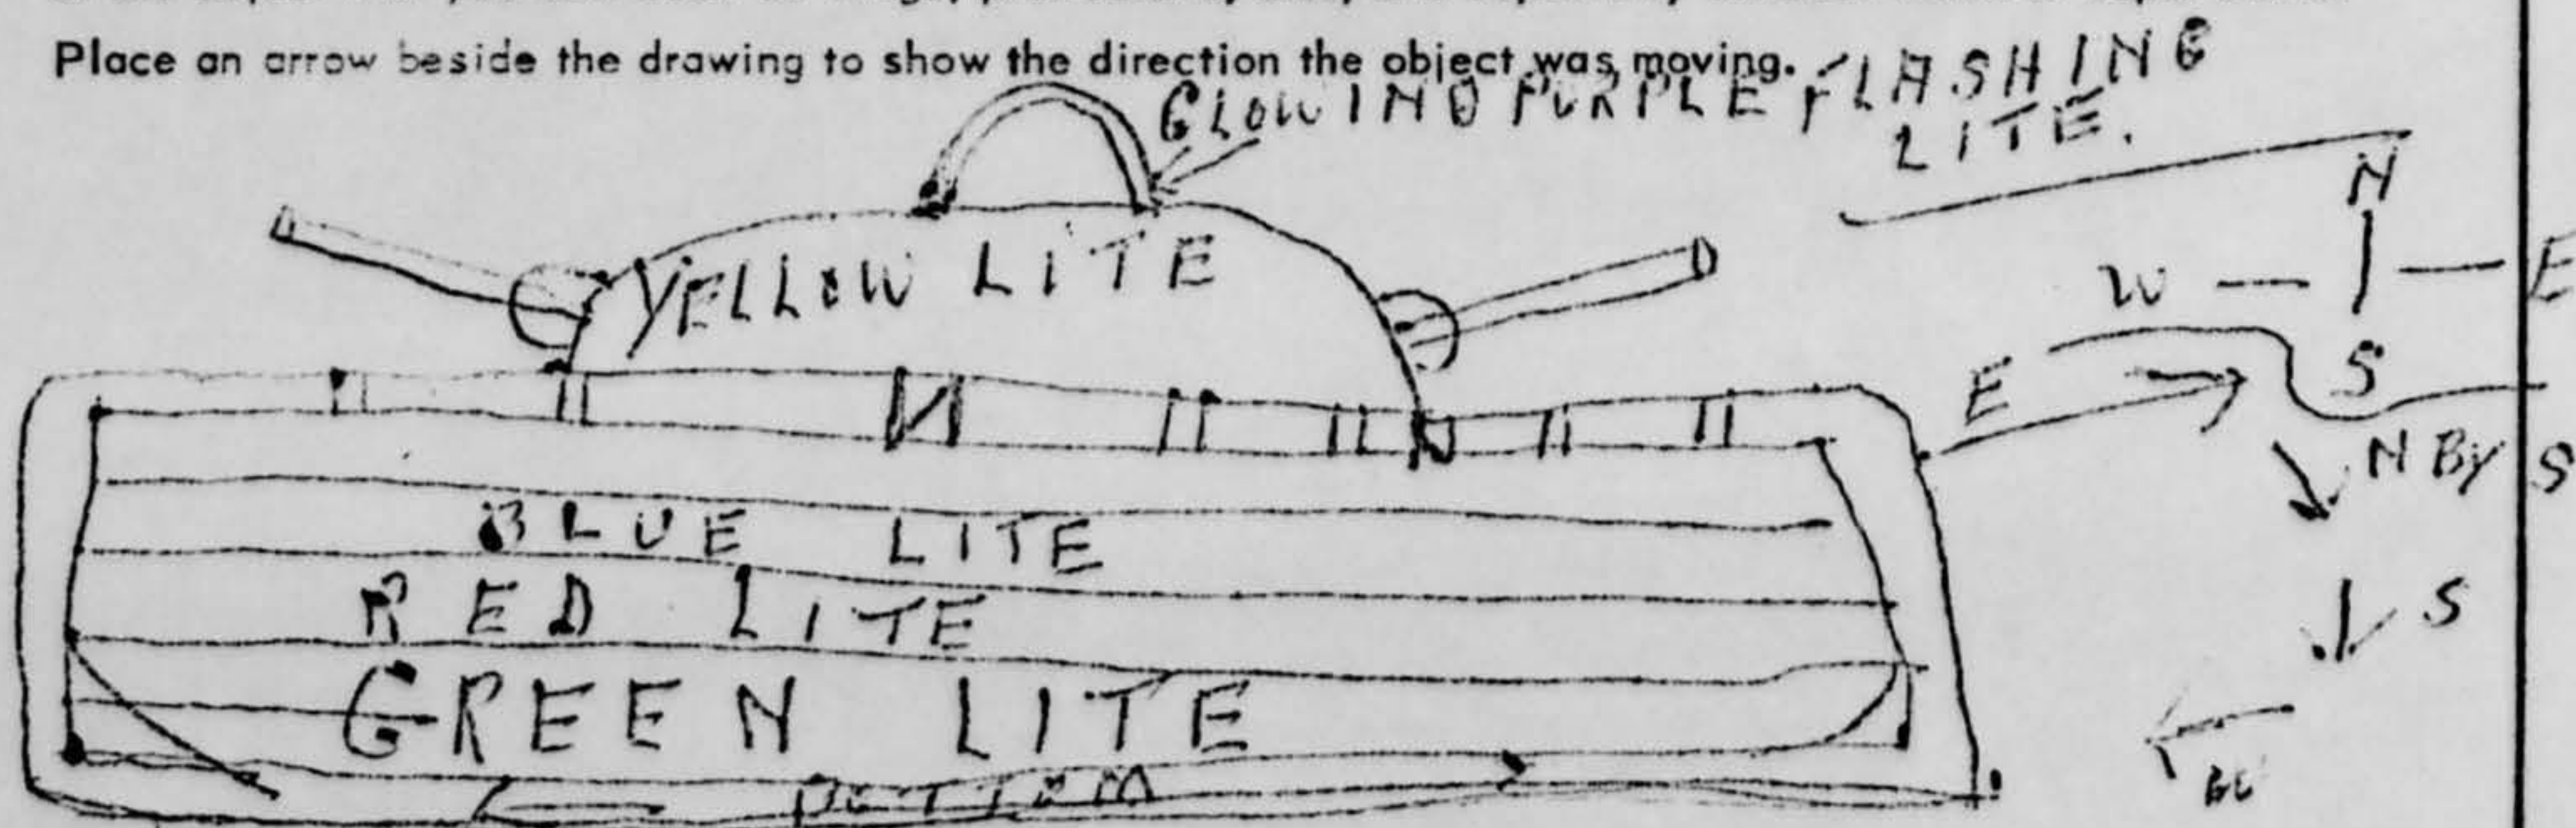 Place an arrow beside the drawing to show the direction the object was moving.
GLOWING PURPLE FLASHING
LITE.
N
W E
S
YELLOW LITE
E
N By S
BLUE LITE
S
RED LITE
GREEN LITE
W
BOTTOM